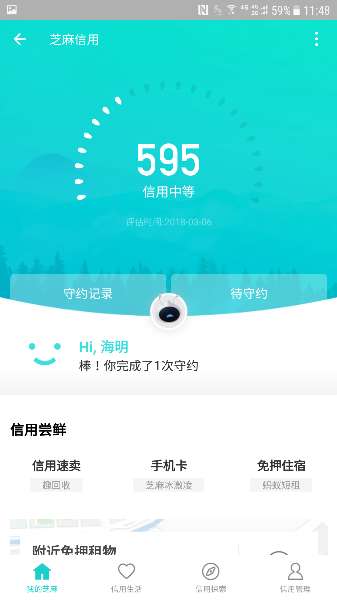 59% 11:48
芝麻信用
595
信用中等
评估时间:2018-03-06
守约记录 待守约
Hi, 海明
棒！你完成了1次守约
信用尝鲜
信用速卖 手机卡 免押住宿
趣回收 芝麻冰激凌 蚂蚁短租
附近免押租物
我的芝麻 信用生活 信用探索 信用管理